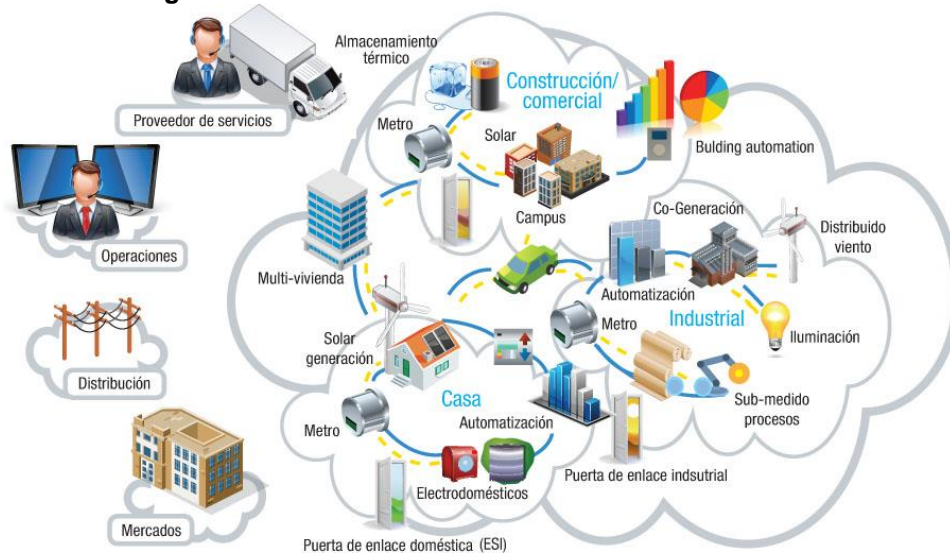 Almacenamiento
térmico
Construcción/
comercial
Proveedor de servicios
Metro
Solar
Bulding automation
Campus
Co-Generación
Distribuido
viento
Operaciones
Multi-vivienda
Automatización
Metro
Industrial
Iluminación
Solar
generación
Distribución
Casa
Sub-medido
procesos
Metro
Automatización
Puerta de enlace indsutrial
Electrodomésticos
Mercados
Puerta de enlace doméstica (ESI)